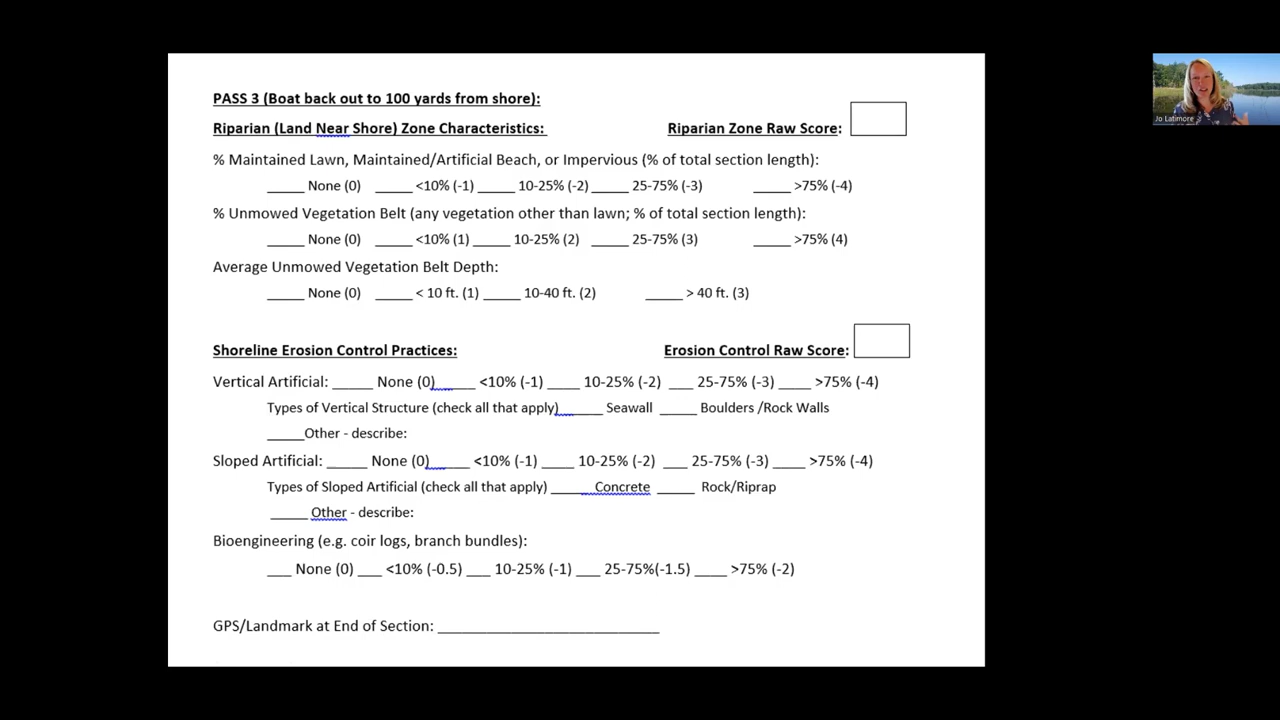 PASS 3 (Boat back out to 100 yards from shore):
Riparian (Land Near Shore) Zone Characteristics: Riparian Zone Raw Score:
% Maintained Lawn, Maintained/Artificial Beach, or Impervious (% of total section length):
_____ None (0) _____ <10% (-1) _____ 10-25% (-2) _____ 25-75% (-3) _____ >75% (-4)
% Unmowed Vegetation Belt (any vegetation other than lawn; % of total section length):
_____ None (0) _____ <10% (1) _____ 10-25% (2) _____ 25-75% (3) _____ >75% (4)
Average Unmowed Vegetation Belt Depth:
_____ None (0) _____ < 10 ft. (1) _____ 10-40 ft. (2) _____ > 40 ft. (3)
Shoreline Erosion Control Practices: Erosion Control Raw Score:
Vertical Artificial: _____ None (0) _____ <10% (-1) ____ 10-25% (-2) ___ 25-75% (-3) ____ >75% (-4)
Types of Vertical Structure (check all that apply)______ Seawall _____ Boulders /Rock Walls
_____Other - describe:
Sloped Artificial: _____ None (0)_____ <10% (-1) ____ 10-25% (-2) ___ 25-75% (-3) ____ >75% (-4)
Types of Sloped Artificial (check all that apply) _____ Concrete _____ Rock/Riprap
_____ Other - describe:
Bioengineering (e.g. coir logs, branch bundles):
___ None (0) ___ <10% (-0.5) ___ 10-25% (-1) ___ 25-75%(-1.5) ____ >75% (-2)
GPS/Landmark at End of Section: ___________________________
Jo Latimore